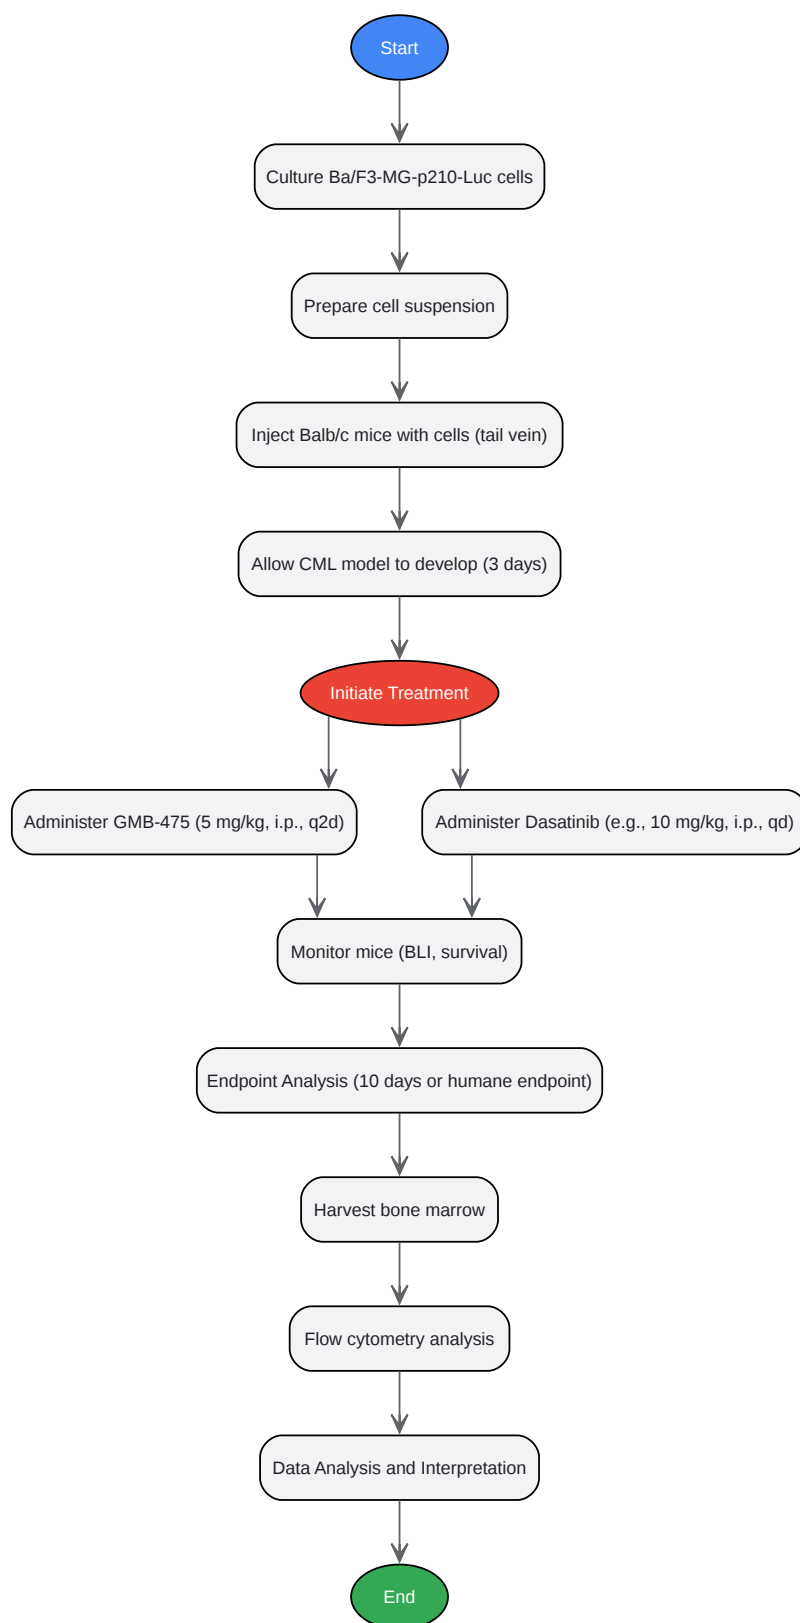 Start
Culture Ba/F3-MG-p210-Luc cells
Prepare cell suspension
Inject Balb/c mice with cells (tail vein)
Allow CML model to develop (3 days)
Initiate Treatment
Administer GMB-475 (5 mg/kg, i.p., q2d)
Administer Dasatinib (e.g., 10 mg/kg, i.p., qd)
Monitor mice (BLI, survival)
Endpoint Analysis (10 days or humane endpoint)
Harvest bone marrow
Flow cytometry analysis
Data Analysis and Interpretation
End